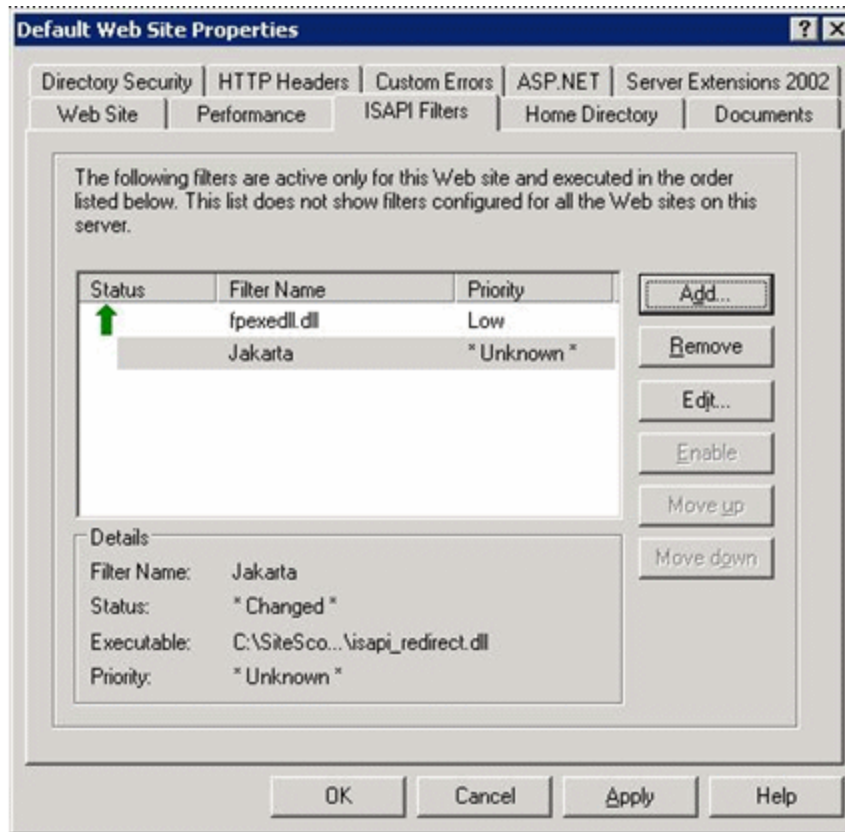 Default Web Site Properties
Directory Security HTTP Headers Custom Errors ASP.NET Server Extensions 2002
Web Site Performance ISAPI Filters Home Directory Documents
The following filters are active only for this Web site and executed in the order
listed below. This list does not show filters configured for all the Web sites on this
server.
Status Filter Name Priority
fpexedll.dll Low
Jakarta * Unknown *
Add...
Remove
Edit...
Enable
Move up
Move down
Details
Filter Name: Jakarta
Status: * Changed *
Executable: C:\SiteSco...\isapi_redirect.dll
Priority: * Unknown *
OK Cancel Apply Help